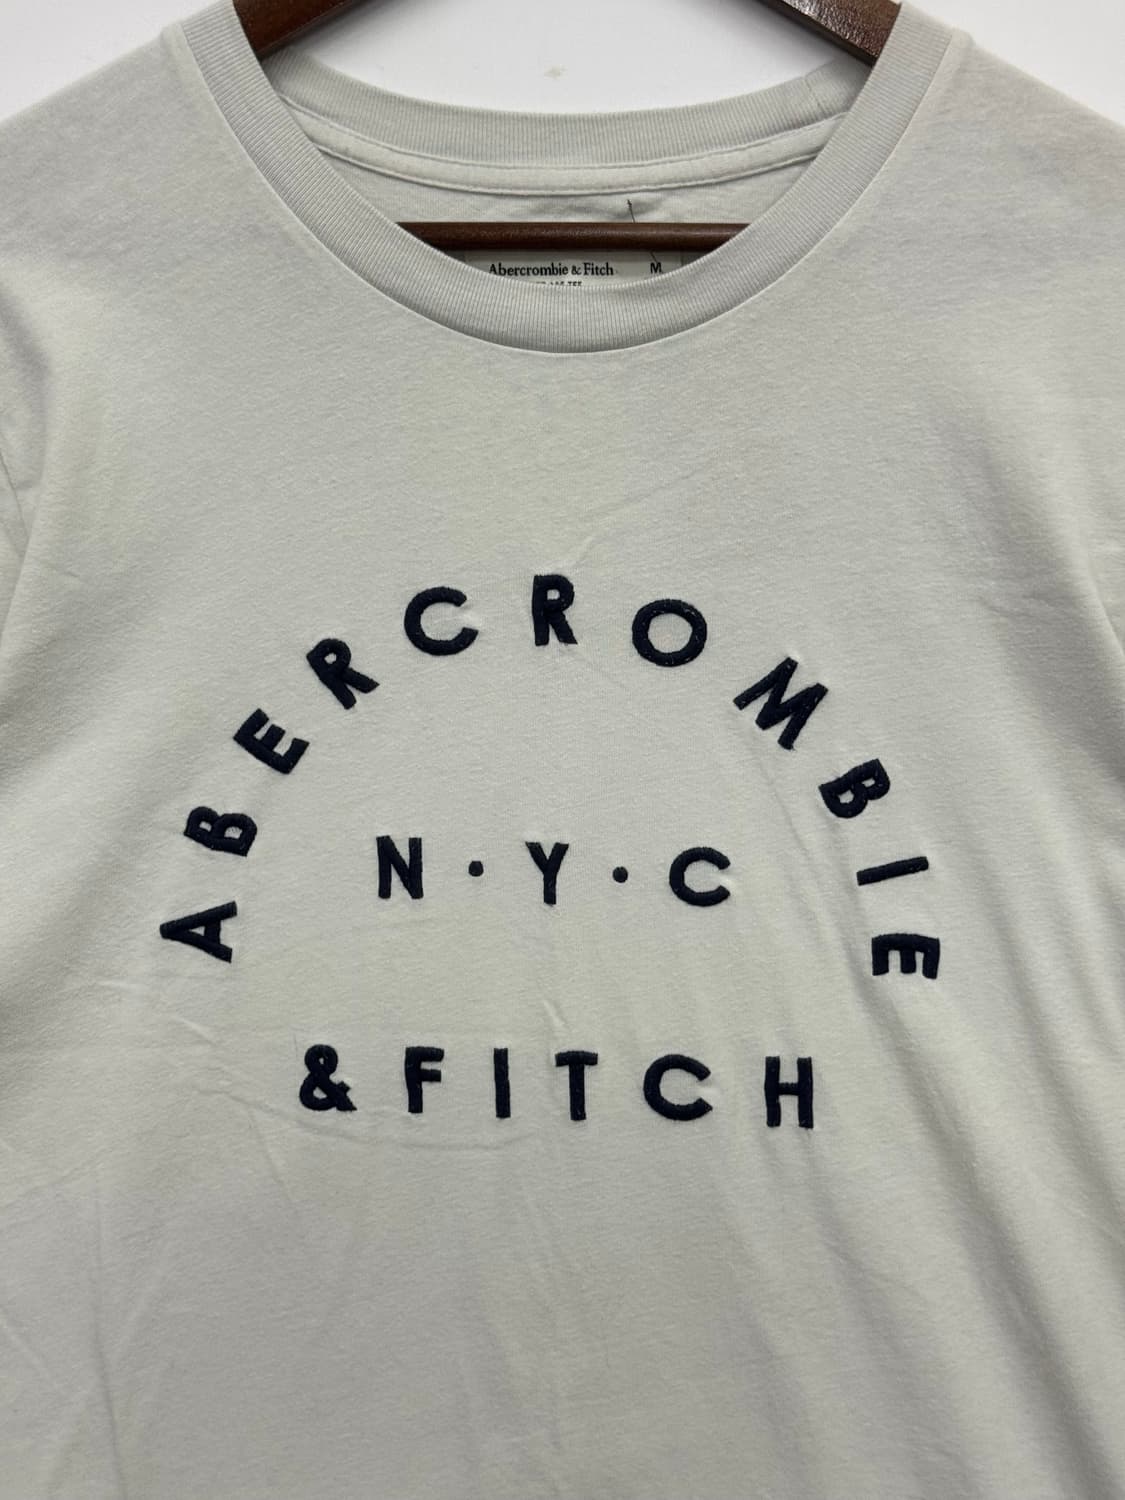 Abercrombie & Fitch M
ABERCROMBIE
N·Y·C
& FITCH